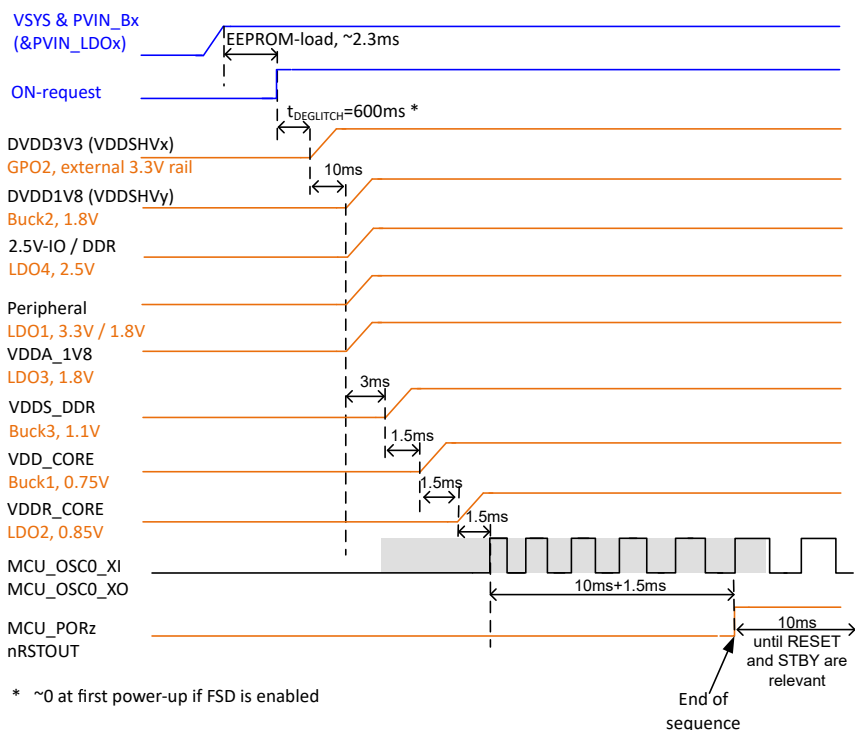 VSYS & PVIN_Bx
(&PVIN_LDOx)
EEPROM-load, ~2.3ms
ON-request
tDEGLITCH=600ms *
DVDD3V3 (VDDSHVx)
GPO2, external 3.3V rail
10ms
DVDD1V8 (VDDSHVy)
Buck2, 1.8V
2.5V-IO / DDR
LDO4, 2.5V
Peripheral
LDO1, 3.3V / 1.8V
VDDA_1V8
LDO3, 1.8V
3ms
VDDS_DDR
Buck3, 1.1V
1.5ms
VDD_CORE
Buck1, 0.75V
1.5ms
VDDR_CORE
LDO2, 0.85V
1.5ms
MCU_OSC0_XI
MCU_OSC0_XO
10ms+1.5ms
MCU_PORz
nRSTOUT
10ms
until RESET
and STBY are
relevant
* ~0 at first power-up if FSD is enabled
End of
sequence